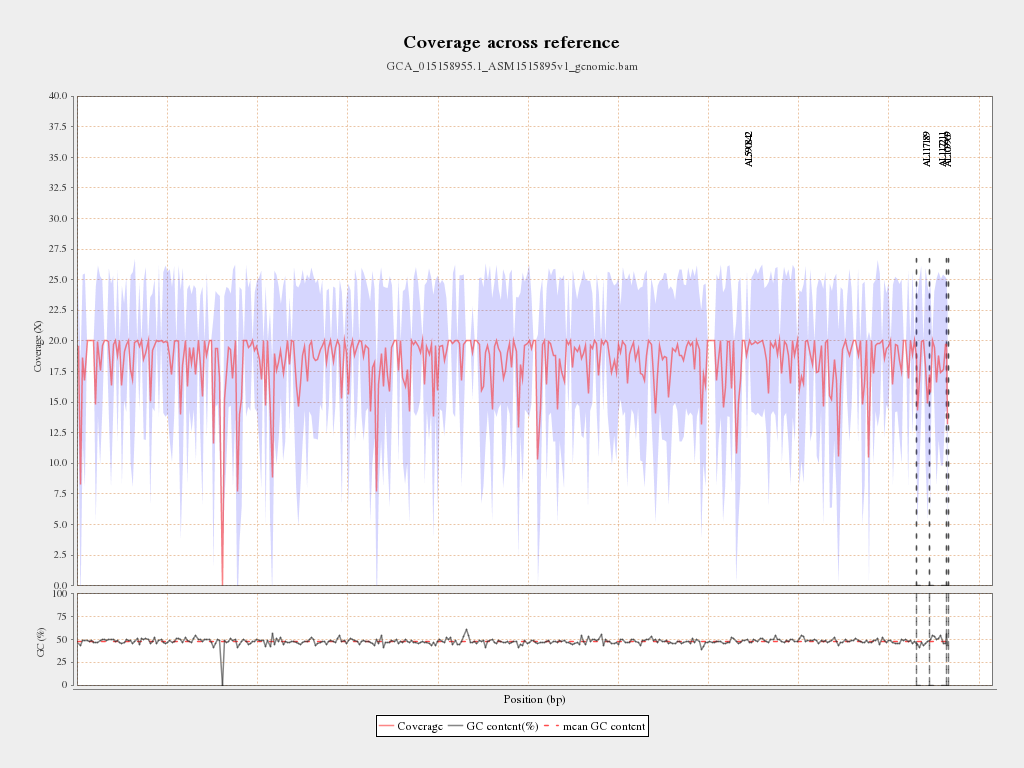 Coverage across reference
GCA_015158955.1_ASM1515895v1_genomic.bam
40.0
37.5
35.0
32.5
30.0
27.5
25.0
22.5
20.0
17.5
15.0
12.5
10.0
7.5
5.0
2.5
0.0
Coverage (X)
AL590842
AL117189
AL117211
AL109969
100
75
50
25
0
GC (%)
Position (bp)
Coverage GC content(%) mean GC content